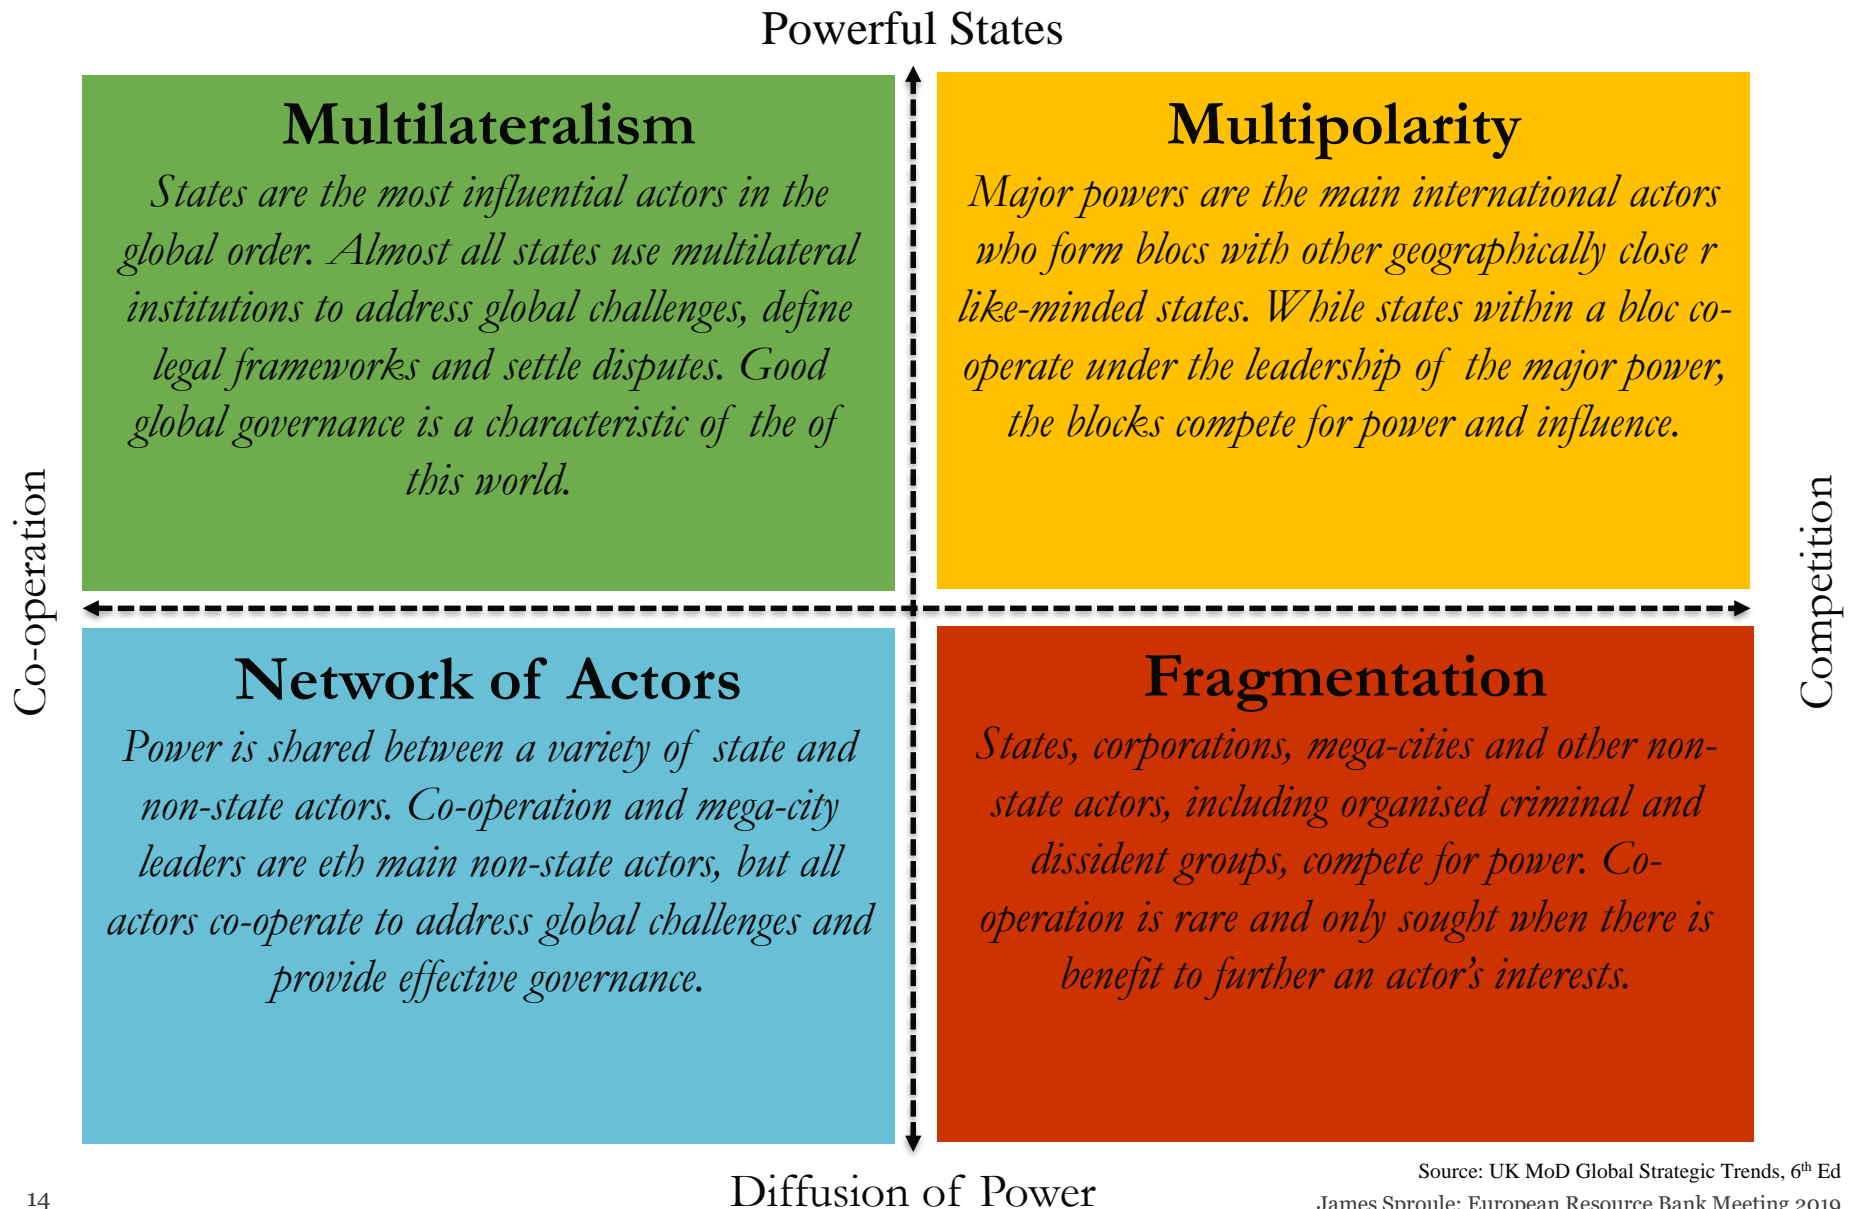 Powerful States
Multilateralism
States are the most influential actors in the
global order. Almost all states use multilateral
institutions to address global challenges, define
legal frameworks and settle disputes. Good
global governance is a characteristic of the of
this world.
Multipolarity
Major powers are the main international actors
who form blocs with other geographically close r
like-minded states. While states within a bloc co-
operate under the leadership of the major power,
the blocks compete for power and influence.
Co-operation
Competition
Network of Actors
Power is shared between a variety of state and
non-state actors. Co-operation and mega-city
leaders are eth main non-state actors, but all
actors co-operate to address global challenges and
provide effective governance.
Fragmentation
States, corporations, mega-cities and other non-
state actors, including organised criminal and
dissident groups, compete for power. Co-
operation is rare and only sought when there is
benefit to further an actor’s interests.
Diffusion of Power
Source: UK MoD Global Strategic Trends, 6th Ed
14
James Sproule: European Resource Bank Meeting 2019